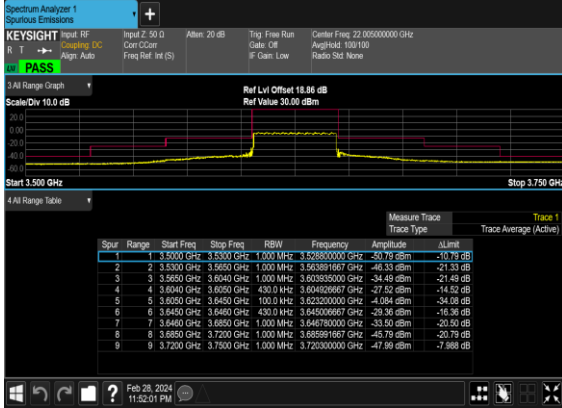 Spectrum Analyzer 1
Spurious Emissions
+
KEYSIGHT Input: RF Input Z: 50 Ω Atten: 20 dB Trig: Free Run Center Freq: 22.005000000 GHz
R T Coupling: DC Corr CCorr Gate: Off Avg|Hold: 100/100
Align: Auto Freq Ref: Int (S) IF Gain: Low Radio Std: None
PASS
3 All Range Graph
Ref Lvl Offset 18.86 dB
Scale/Div 10.0 dB Ref Value 30.00 dBm
20.0
0.00
-20.0
-40.0
-60.0
Start 3.500 GHz Stop 3.750 GHz
4 All Range Table
Measure Trace Trace 1
Trace Type Trace Average (Active)
Spur Range Start Freq Stop Freq RBW Frequency Amplitude ΔLimit
1 1 3.5000 GHz 3.5300 GHz 1.000 MHz 3.528800000 GHz -50.79 dBm -10.79 dB
2 2 3.5300 GHz 3.5650 GHz 1.000 MHz 3.563891667 GHz -46.33 dBm -21.33 dB
3 3 3.5650 GHz 3.6040 GHz 1.000 MHz 3.603935000 GHz -34.49 dBm -21.49 dB
4 4 3.6040 GHz 3.6050 GHz 430.0 kHz 3.604926667 GHz -27.52 dBm -14.52 dB
5 5 3.6050 GHz 3.6450 GHz 100.0 kHz 3.623200000 GHz -4.084 dBm -34.08 dB
6 6 3.6450 GHz 3.6460 GHz 430.0 kHz 3.645006667 GHz -29.36 dBm -16.36 dB
7 7 3.6460 GHz 3.6850 GHz 1.000 MHz 3.646780000 GHz -33.50 dBm -20.50 dB
8 8 3.6850 GHz 3.7200 GHz 1.000 MHz 3.685991667 GHz -45.79 dBm -20.79 dB
9 9 3.7200 GHz 3.7500 GHz 1.000 MHz 3.720300000 GHz -47.99 dBm -7.988 dB
? Feb 28, 2024
11:52:01 PM